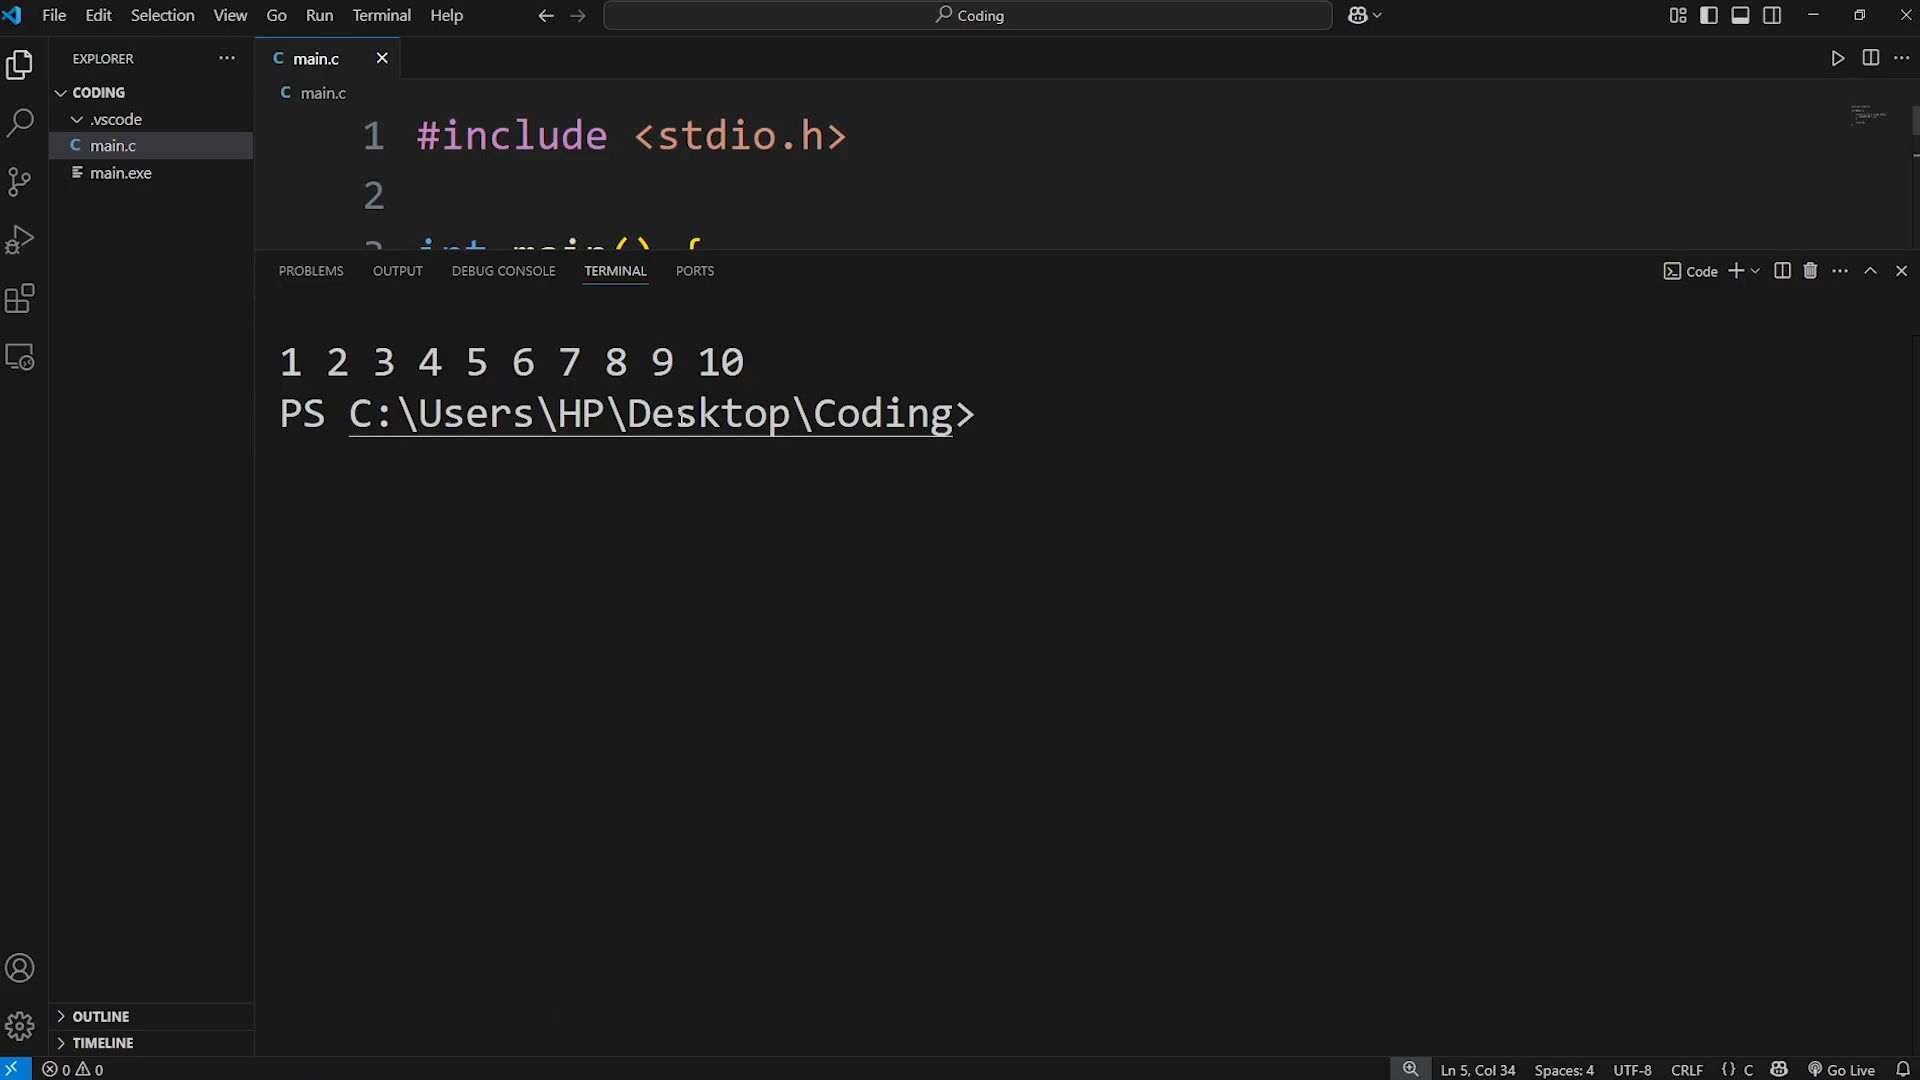 File Edit Selection View Go Run Terminal Help
Coding
EXPLORER
CODING
.vscode
C main.c
main.exe
OUTLINE
TIMELINE
C main.c
C main.c
1 #include <stdio.h>
2
3 int main() {
PROBLEMS OUTPUT DEBUG CONSOLE TERMINAL PORTS
Code
1 2 3 4 5 6 7 8 9 10
PS C:\Users\HP\Desktop\Coding>
0 0
Ln 5, Col 34 Spaces: 4 UTF-8 CRLF {} C Go Live